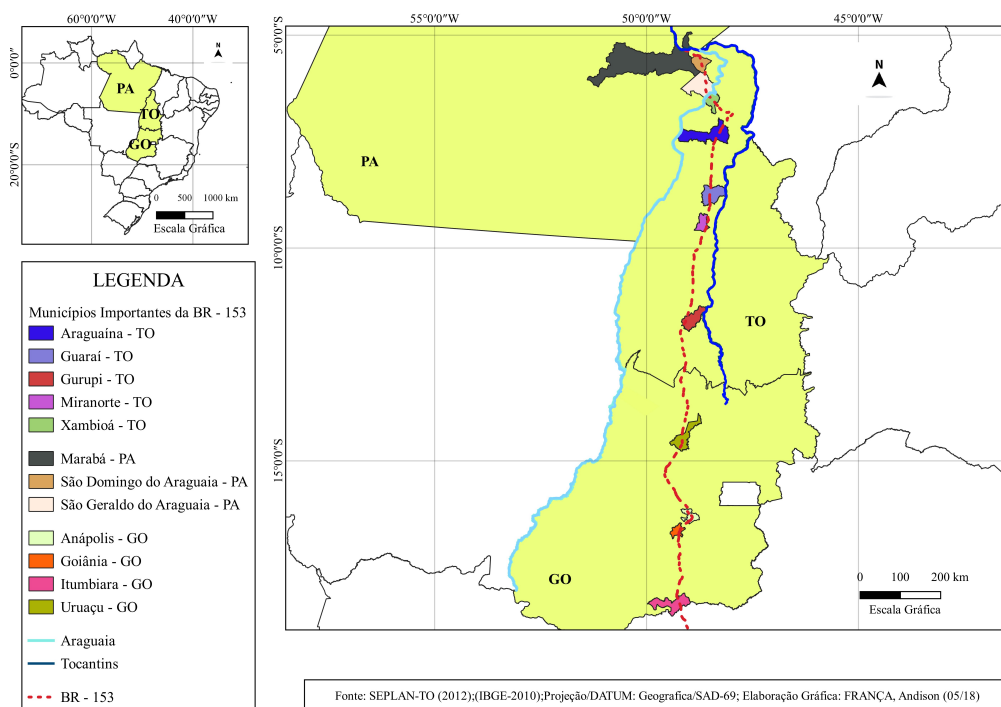 60°0'0"W 40°0'0"W
N
0°0'0"
20°0'0"S
PA
TO
GO
0 500 1000 km
Escala Gráfica
LEGENDA
Municípios Importantes da BR - 153
Araguaína - TO
Guaraí - TO
Gurupi - TO
Miranorte - TO
Xambioá - TO
Marabá - PA
São Domingo do Araguaia - PA
São Geraldo do Araguaia - PA
Anápolis - GO
Goiânia - GO
Itumbiara - GO
Uruaçu - GO
Araguaia
Tocantins
BR - 153
55°0'0"W 50°0'0"W 45°0'0"W
5°0'0"S
10°0'0"S
15°0'0"S
N
PA
TO
GO
0 100 200 km
Escala Gráfica
Fonte: SEPLAN-TO (2012);(IBGE-2010);Projeção/DATUM: Geografica/SAD-69; Elaboração Gráfica: FRANÇA, Andison (05/18)